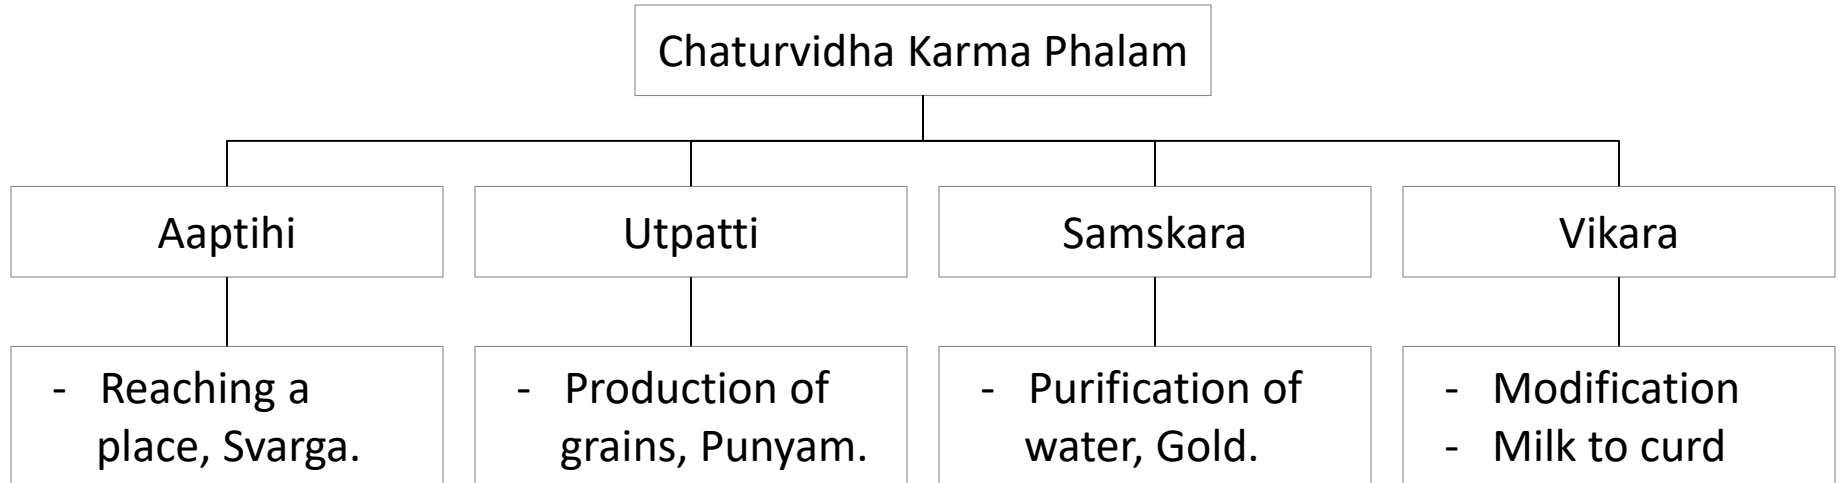 Chaturvidha Karma Phalam
Aaptihi
Utpatti
Samskara
Vikara
- Reaching a
place, Svarga.
- Production of
grains, Punyam.
- Purification of
water, Gold.
- Modification
- Milk to curd